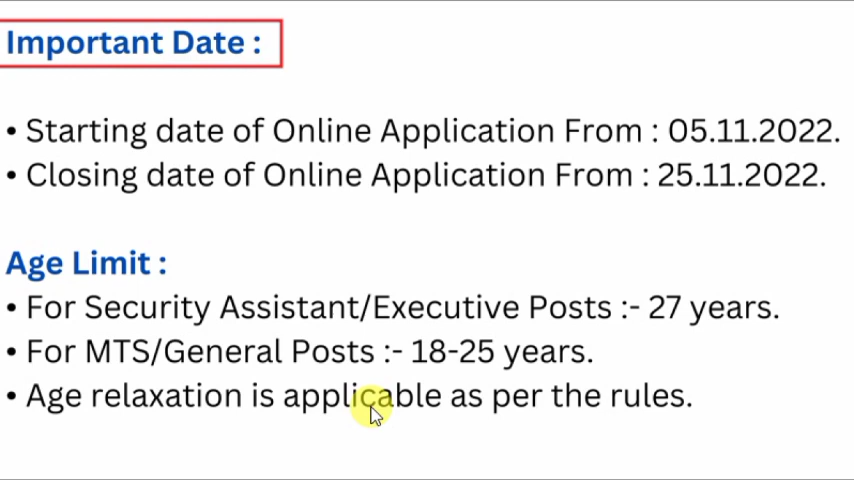 Important Date :
• Starting date of Online Application From : 05.11.2022.
• Closing date of Online Application From : 25.11.2022.
Age Limit :
• For Security Assistant/Executive Posts :- 27 years.
• For MTS/General Posts :- 18-25 years.
• Age relaxation is applicable as per the rules.